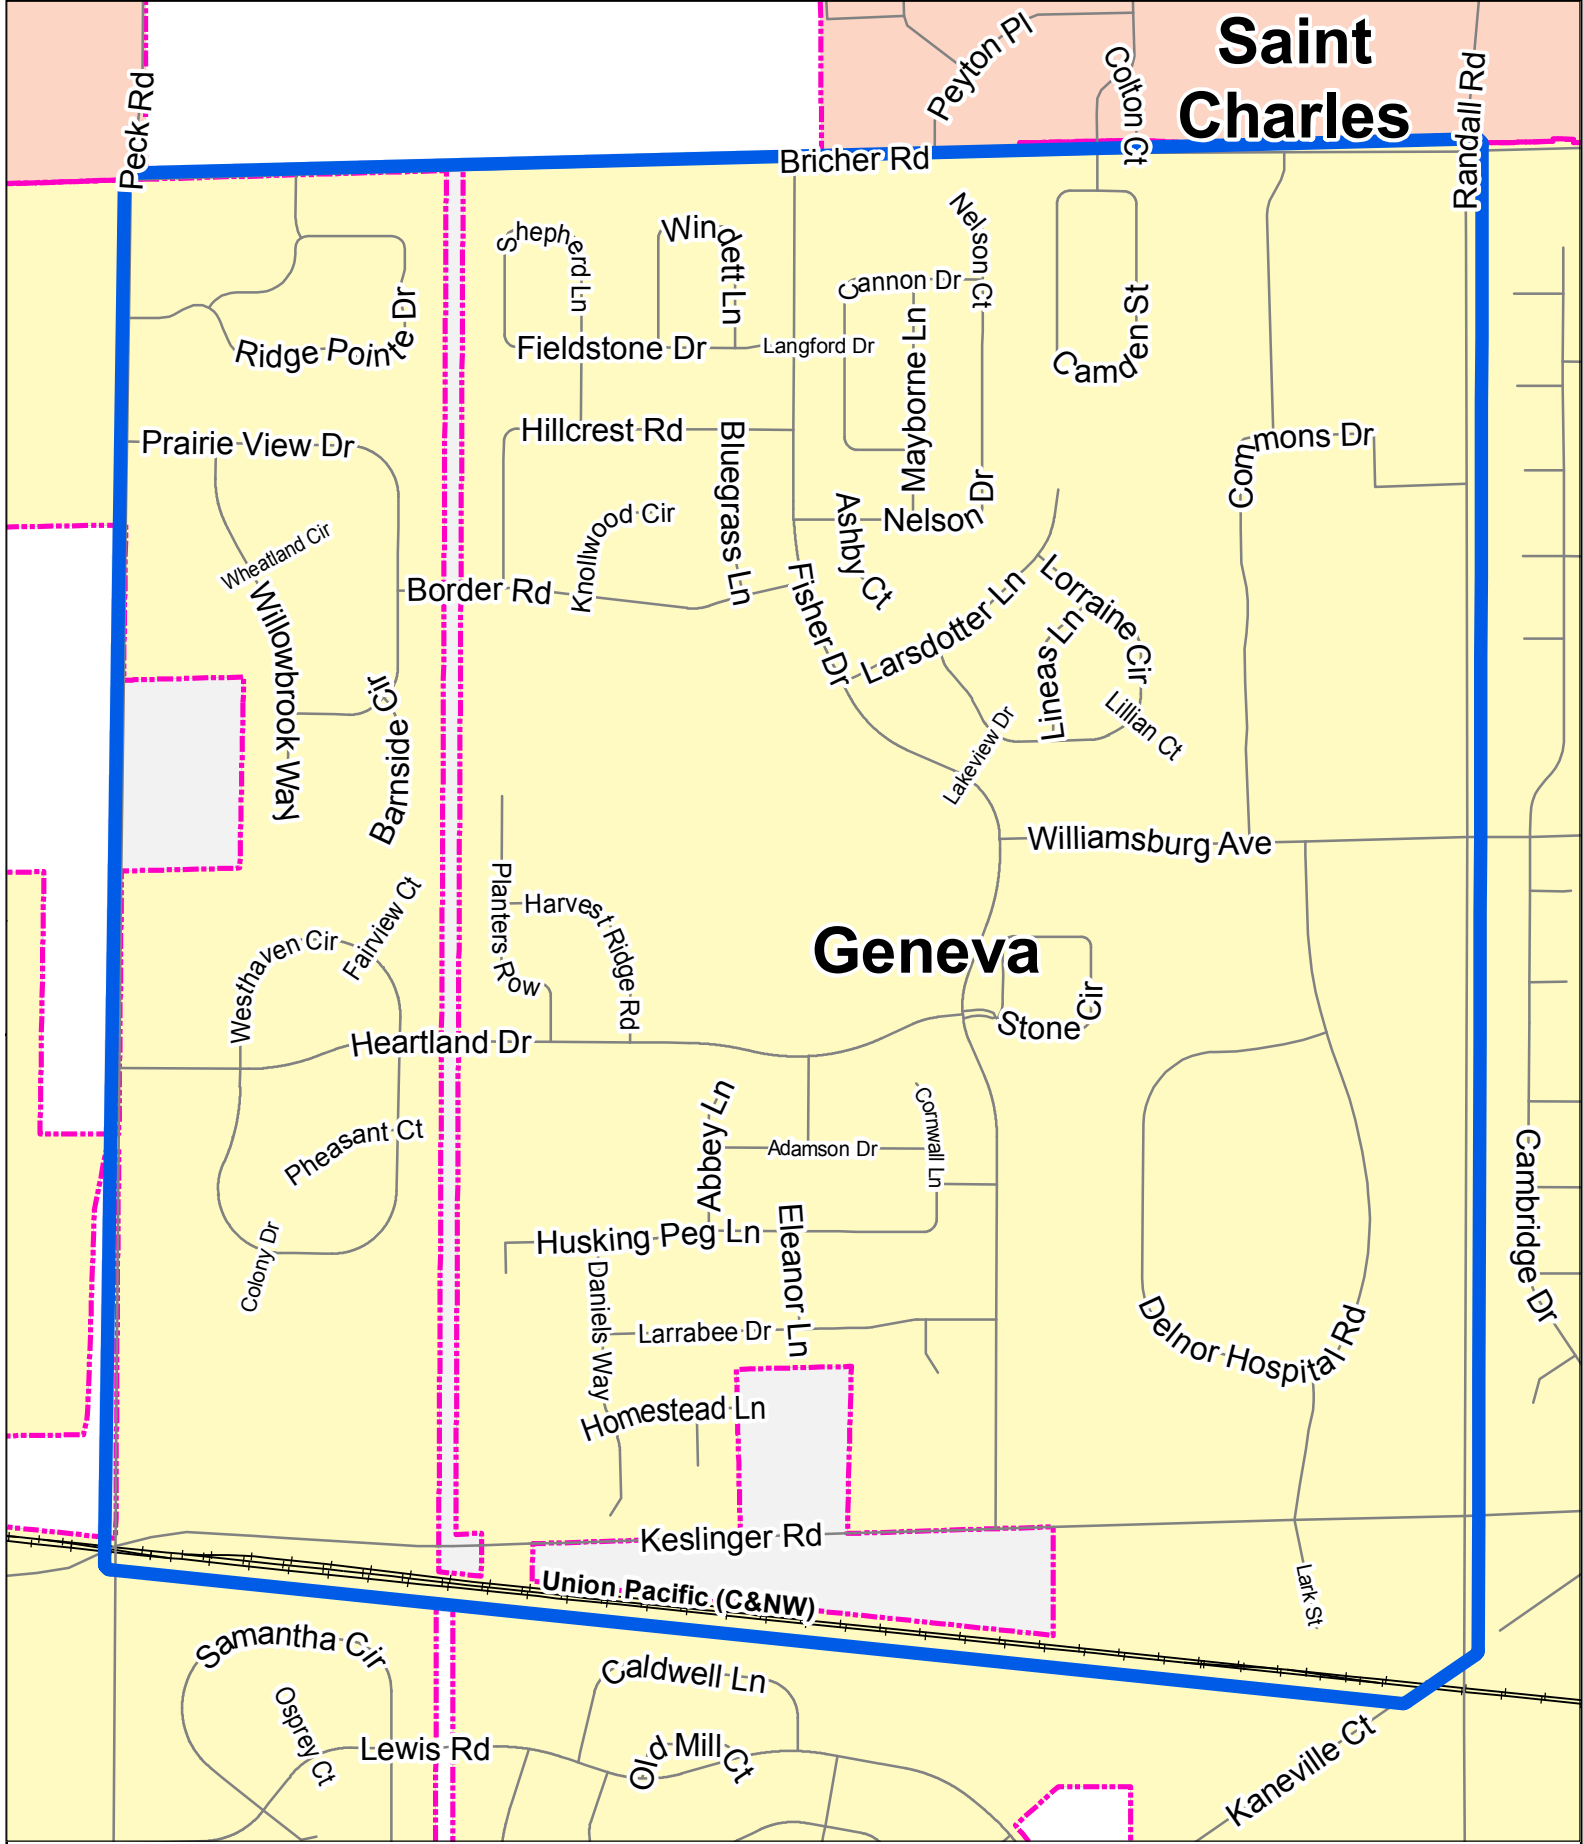 Saint
Charles
Peyton Pl
Colton Ct
Randall Rd
Peck Rd
Bricher Rd
Shepherd Ln
Windett Ln
Nelson Ct
Cannon Dr
Camden St
Ridge Pointe Dr
Fieldstone Dr
Langford Dr
Mayborne Ln
Prairie View Dr
Hillcrest Rd
Bluegrass Ln
Commons Dr
Knollwood Cir
Ashby Ct
Nelson Dr
Wheatland Cir
Border Rd
Fisher Dr
Larsdotter Ln
Lorraine Cir
Lineas Ln
Willowbrook Way
Barnside Cir
Lakeview Dr
Lillian Ct
Williamsburg Ave
Planters Row
Harvest Ridge Rd
Fairview Ct
Westhaven Cir
Geneva
Stone Cir
Heartland Dr
Abbey Ln
Cornwall Ln
Pheasant Ct
Adamson Dr
Cambridge Dr
Husking Peg Ln
Eleanor Ln
Colony Dr
Daniels Way
Larrabee Dr
Delnor Hospital Rd
Homestead Ln
Keslinger Rd
Union Pacific (C&NW)
Lark St
Samantha Cir
Caldwell Ln
Osprey Ct
Lewis Rd
Old Mill Ct
Kaneville Ct